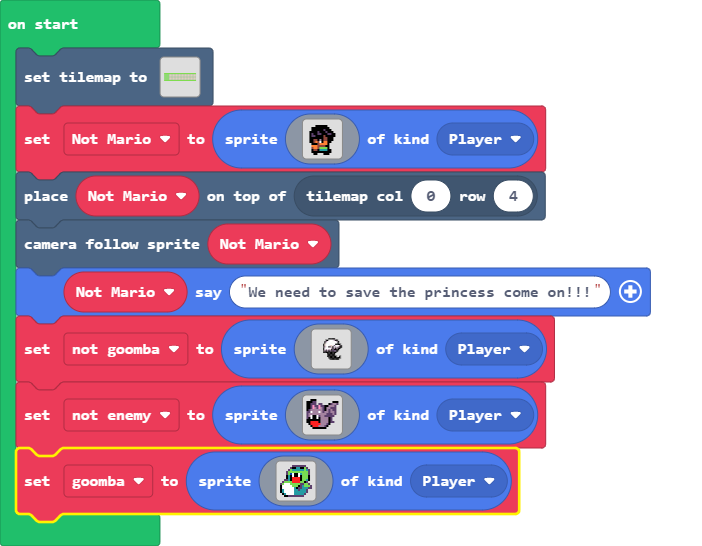 on start
set tilemap to
set Not Mario to sprite of kind Player
place Not Mario on top of tilemap col 0 row 4
camera follow sprite Not Mario
Not Mario say "We need to save the princess come on!!!"
set not goomba to sprite of kind Player
set not enemy to sprite of kind Player
set goomba to sprite of kind Player